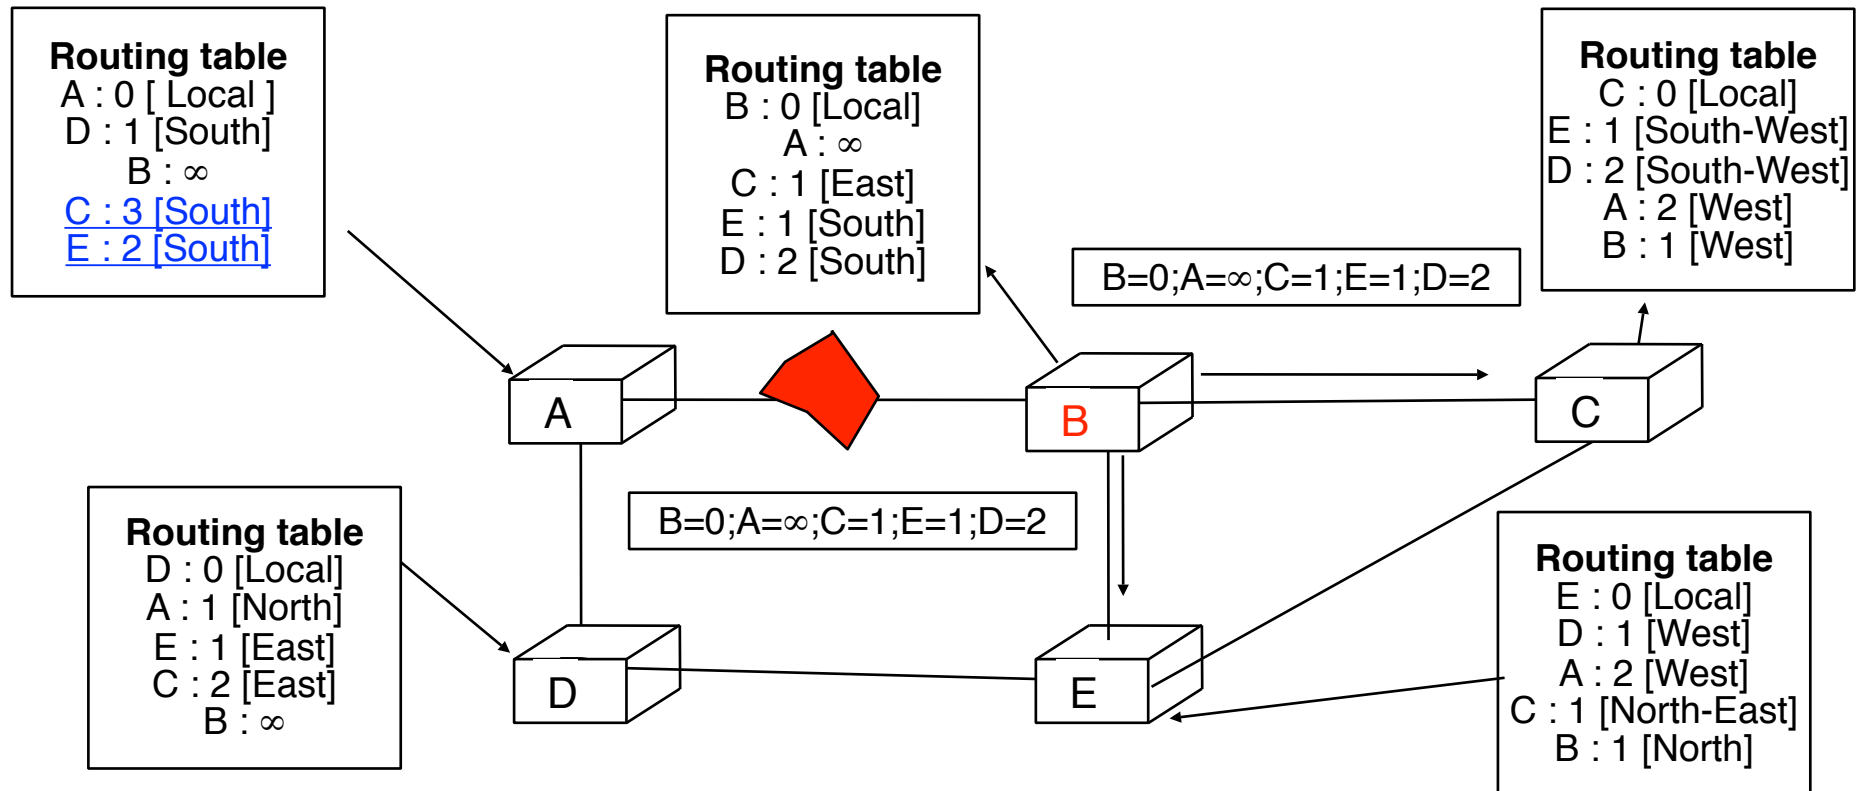 Routing table
A : 0 [ Local ]
D : 1 [South]
B : ∞
C : 3 [South]
E : 2 [South]
Routing table
B : 0 [Local]
A : ∞
C : 1 [East]
E : 1 [South]
D : 2 [South]
Routing table
C : 0 [Local]
E : 1 [South-West]
D : 2 [South-West]
A : 2 [West]
B : 1 [West]
B=0;A=∞;C=1;E=1;D=2
A
B
C
B=0;A=∞;C=1;E=1;D=2
Routing table
D : 0 [Local]
A : 1 [North]
E : 1 [East]
C : 2 [East]
B : ∞
D
E
Routing table
E : 0 [Local]
D : 1 [West]
A : 2 [West]
C : 1 [North-East]
B : 1 [North]